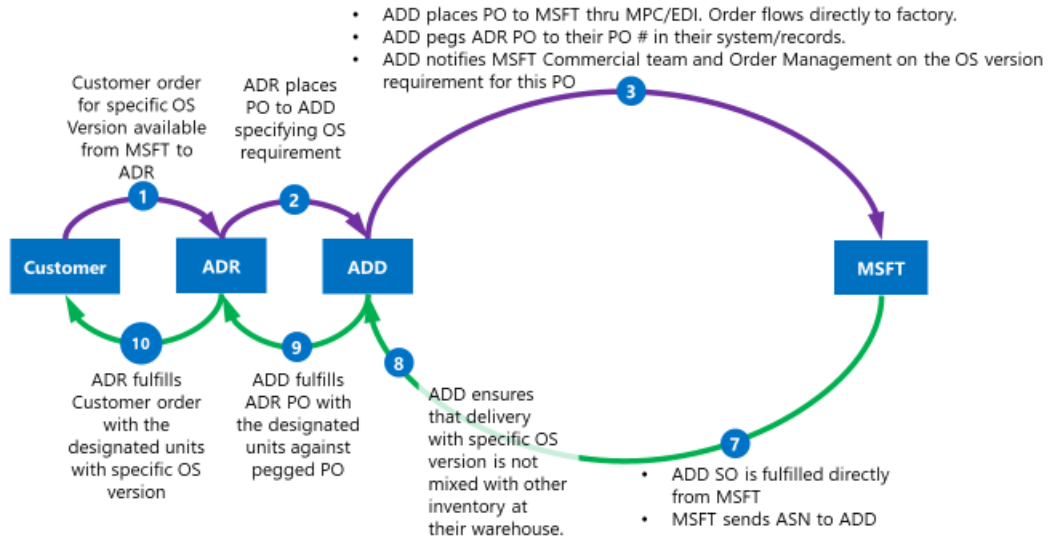 • ADD places PO to MSFT thru MPC/EDI. Order flows directly to factory.
• ADD pegs ADR PO to their PO # in their system/records.
• ADD notifies MSFT Commercial team and Order Management on the OS version
requirement for this PO
Customer order
for specific OS
Version available
from MSFT to
ADR
ADR places
PO to ADD
specifying OS
requirement
1
2
3
Customer
ADR
ADD
MSFT
10
9
8
7
ADR fulfills
Customer order
with the
designated units
with specific OS
version
ADD fulfills
ADR PO with
the designated
units against
pegged PO
ADD ensures
that delivery
with specific OS
version is not
mixed with other
inventory at
their warehouse.
• ADD SO is fulfilled directly
from MSFT
• MSFT sends ASN to ADD